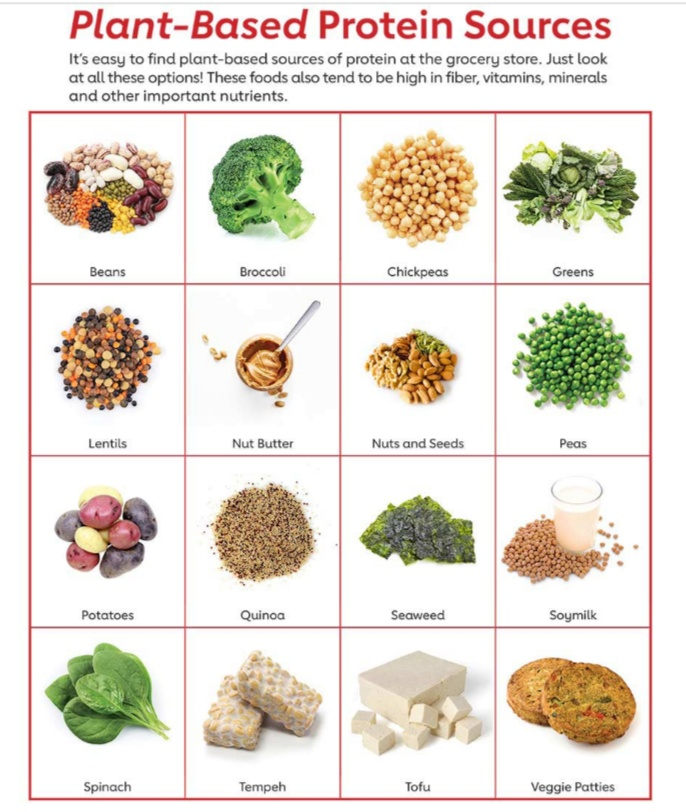 Plant-Based Protein Sources
It's easy to find plant-based sources of protein at the grocery store. Just look
at all these options! These foods also tend to be high in fiber, vitamins, minerals
and other important nutrients.
Beans
Broccoli
Chickpeas
Greens
Lentils
Nut Butter
Nuts and Seeds
Peas
Potatoes
Quinoa
Seaweed
Soymilk
Spinach
Tempeh
Tofu
Veggie Patties